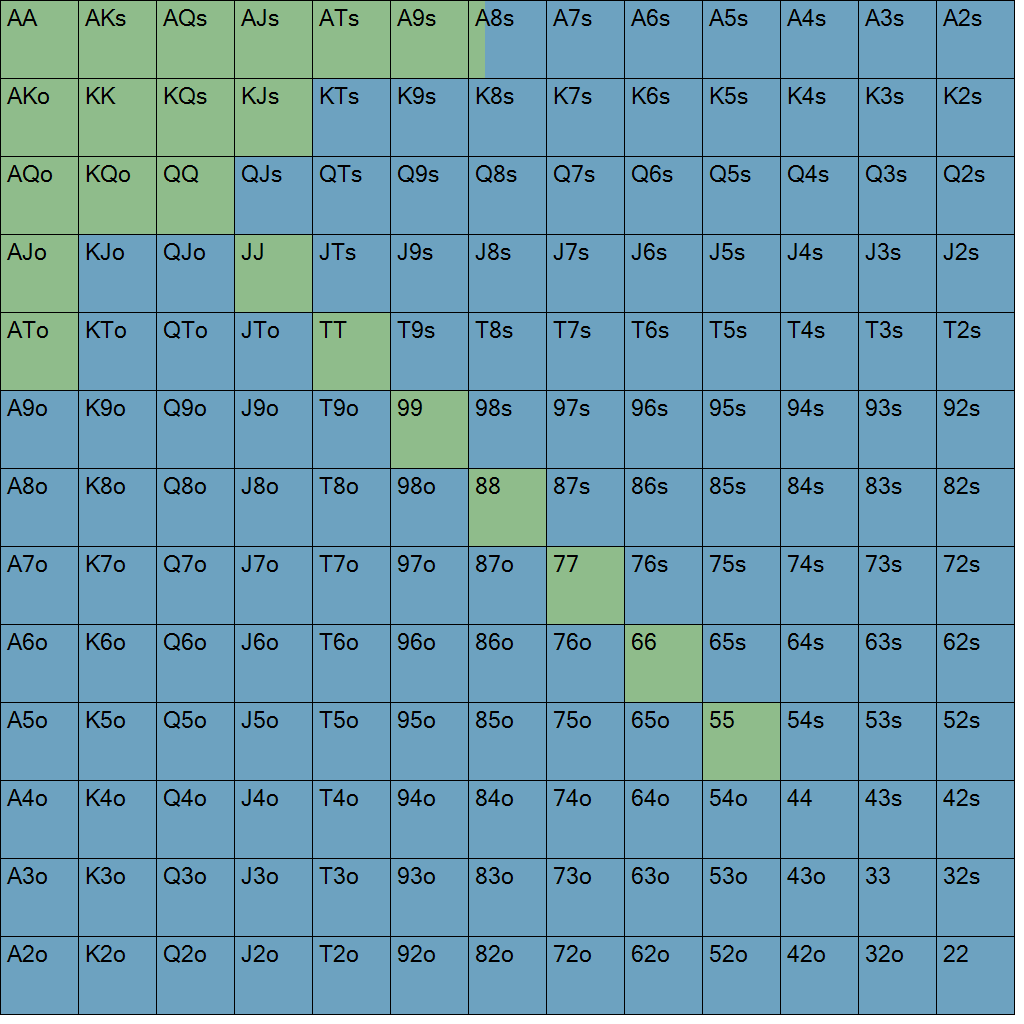 AA AKs AQs AJs ATs A9s A8s A7s A6s A5s A4s A3s A2s
AKo KK KQs KJs KTs K9s K8s K7s K6s K5s K4s K3s K2s
AQo KQo QQ QJs QTs Q9s Q8s Q7s Q6s Q5s Q4s Q3s Q2s
AJo KJo QJo JJ JTs J9s J8s J7s J6s J5s J4s J3s J2s
ATo KTo QTo JTo TT T9s T8s T7s T6s T5s T4s T3s T2s
A9o K9o Q9o J9o T9o 99 98s 97s 96s 95s 94s 93s 92s
A8o K8o Q8o J8o T8o 98o 88 87s 86s 85s 84s 83s 82s
A7o K7o Q7o J7o T7o 97o 87o 77 76s 75s 74s 73s 72s
A6o K6o Q6o J6o T6o 96o 86o 76o 66 65s 64s 63s 62s
A5o K5o Q5o J5o T5o 95o 85o 75o 65o 55 54s 53s 52s
A4o K4o Q4o J4o T4o 94o 84o 74o 64o 54o 44 43s 42s
A3o K3o Q3o J3o T3o 93o 83o 73o 63o 53o 43o 33 32s
A2o K2o Q2o J2o T2o 92o 82o 72o 62o 52o 42o 32o 22